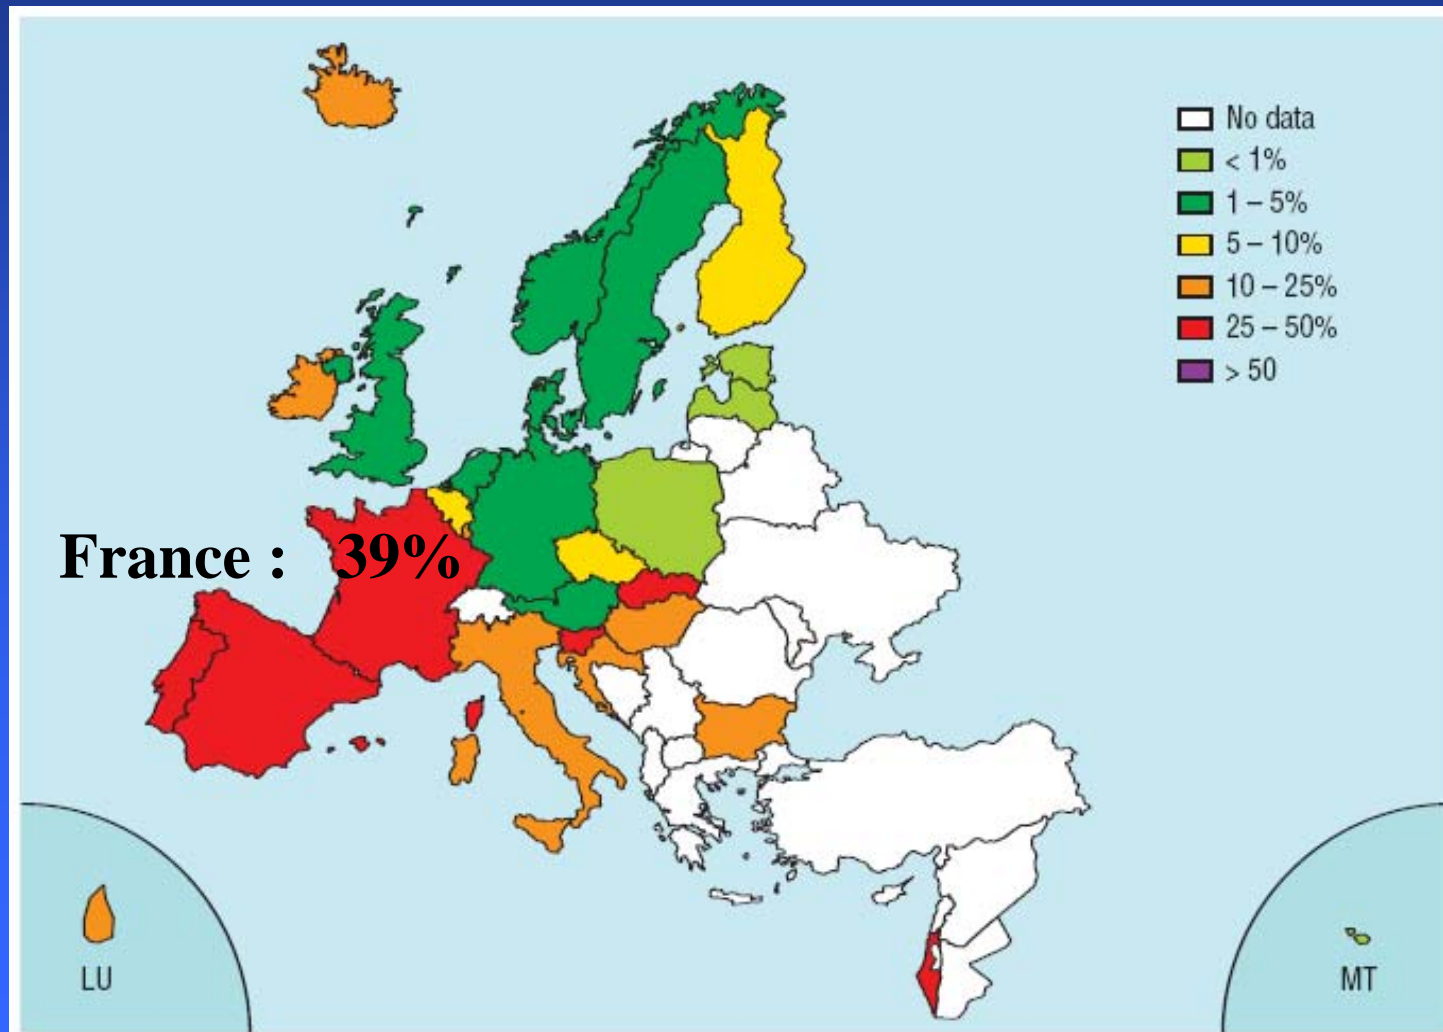 No data
< 1%
1 – 5%
5 – 10%
10 – 25%
25 – 50%
> 50
France : 39%
LU
MT